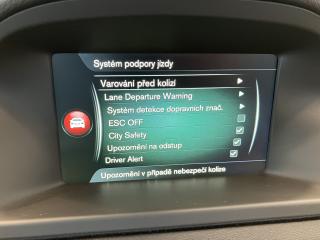 Systém podpory jízdy
Varování před kolizí
Lane Departure Warning
Systém detekce dopravních znač.
ESC OFF
City Safety
Upozornění na odstup
Driver Alert
Upozornění v případě nebezpečí kolize